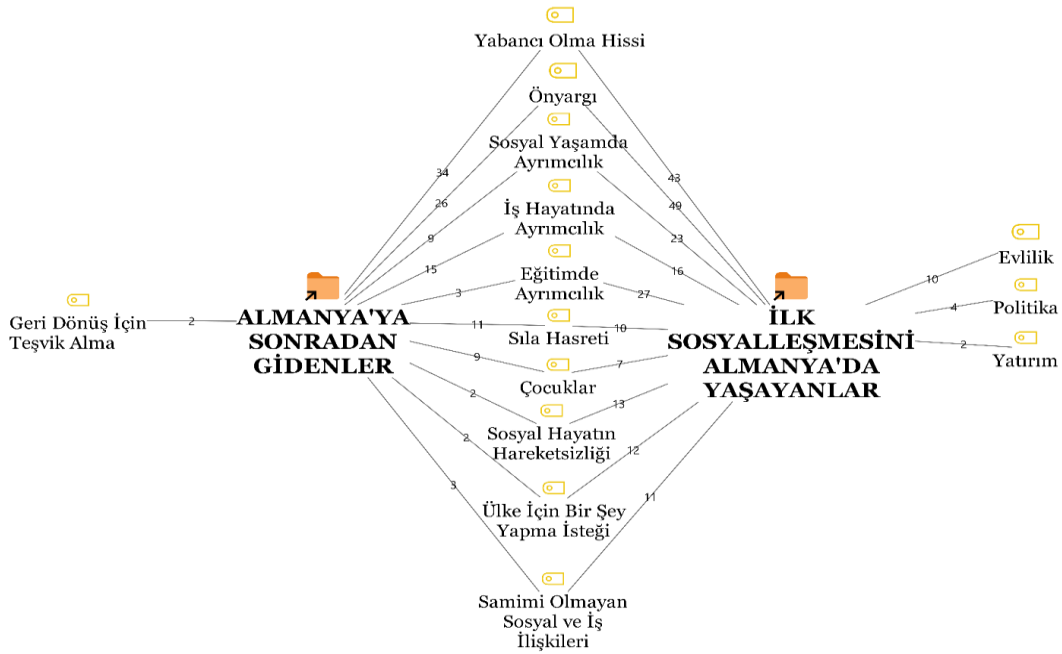 Yabancı Olma Hissi
Önyargı
Sosyal Yaşamda
Ayrımcılık
34
43
26
49
9
23
İş Hayatında
Ayrımcılık
15
16
Eğitimde
Ayrımcılık
3
27
Evlilik
10
Geri Dönüş İçin
Teşvik Alma
2
ALMANYA'YA
SONRADAN
GİDENLER
11
Sıla Hasreti
10
İLK
SOSYALLEŞMESİNİ
ALMANYA'DA
YAŞAYANLAR
4
Politika
2
Yatırım
9
Çocuklar
7
2
13
Sosyal Hayatın
Hareketsizliği
2
12
Ülke İçin Bir Şey
Yapma İsteği
3
11
Samimi Olmayan
Sosyal ve İş
İlişkileri